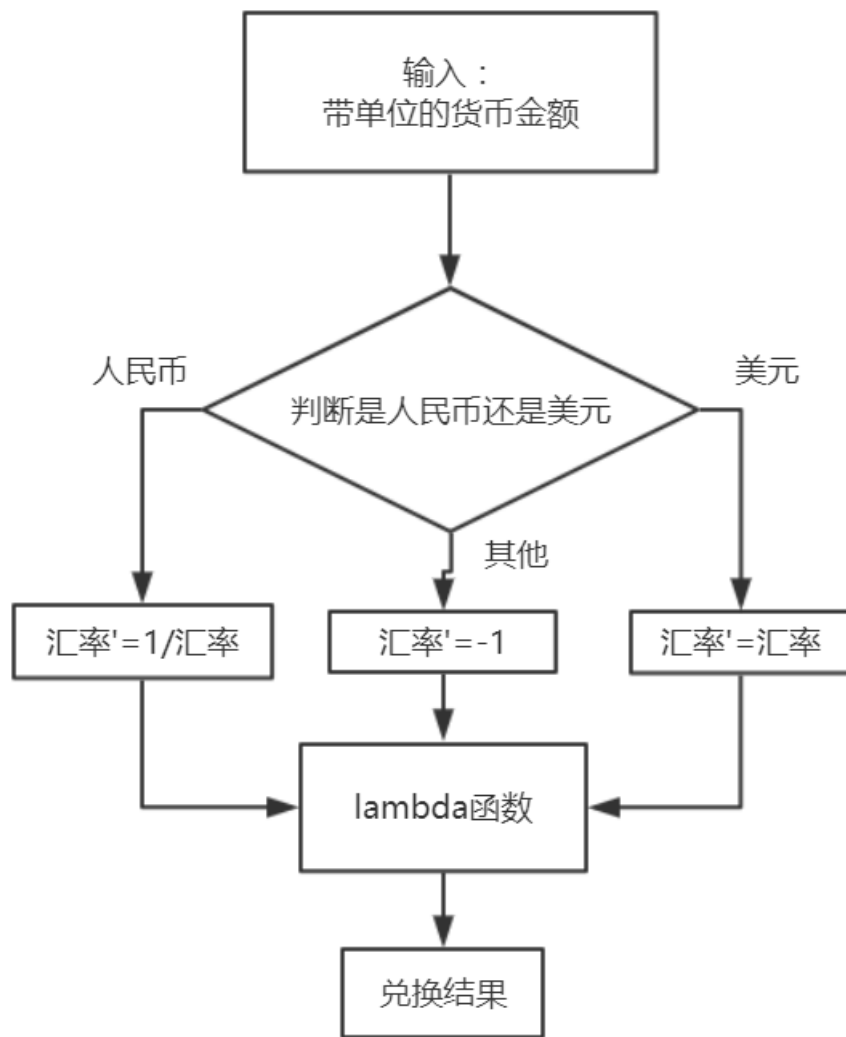 输入：
带单位的货币金额
人民币
美元
判断是人民币还是美元
其他
汇率'=1/汇率
汇率'=-1
汇率'=汇率
lambda函数
兑换结果